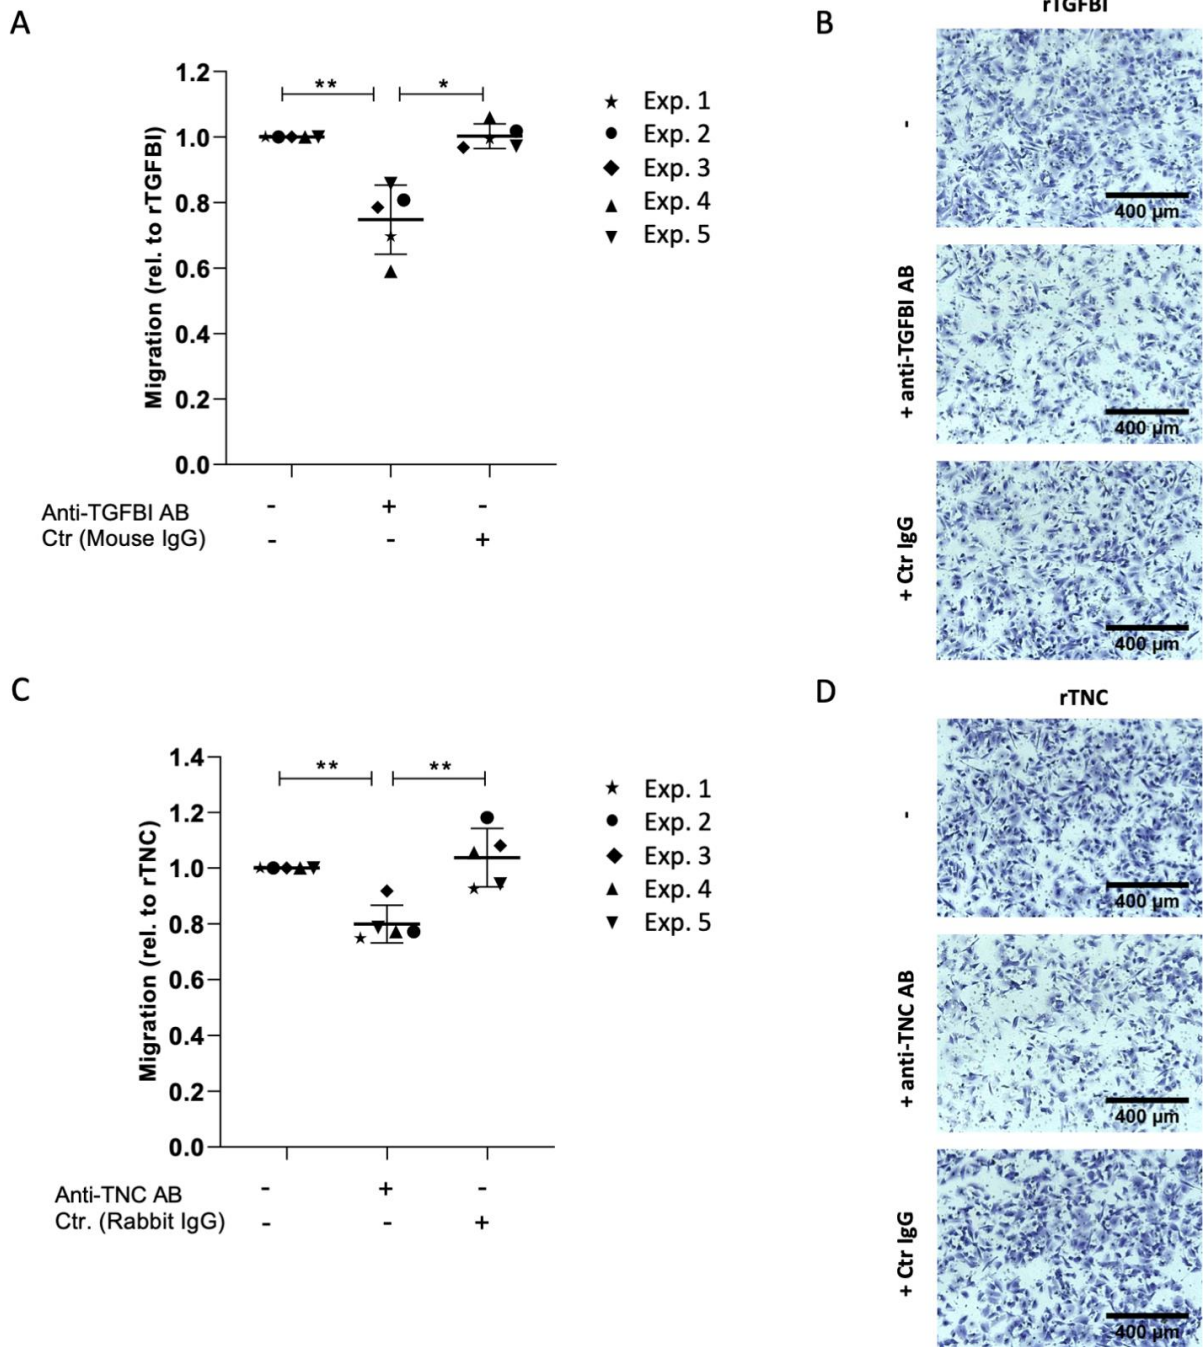 A
1.2
1.0
0.8
0.6
0.4
0.2
0.0
Migration (rel. to rTGFBI)
** *
Exp. 1
Exp. 2
Exp. 3
Exp. 4
Exp. 5
Anti-TGFBI AB - + -
Ctr (Mouse IgG) - - +
B
rTGFBI
-
400 µm
+ anti-TGFBI AB
400 µm
+ Ctr IgG
400 µm
C
1.4
1.2
1.0
0.8
0.6
0.4
0.2
0.0
Migration (rel. to rTNC)
** **
Exp. 1
Exp. 2
Exp. 3
Exp. 4
Exp. 5
Anti-TNC AB - + -
Ctr. (Rabbit IgG) - - +
D
rTNC
-
400 µm
+ anti-TNC AB
400 µm
+ Ctr IgG
400 µm